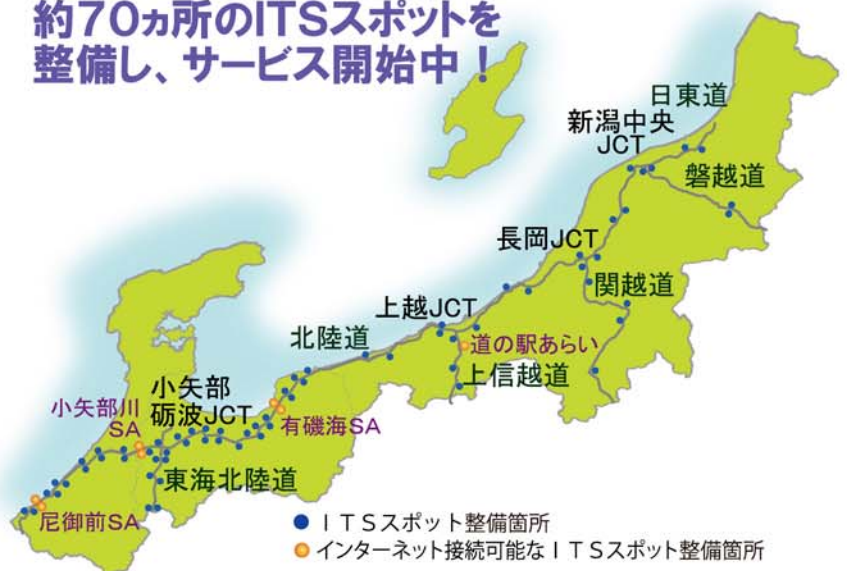 約70ヵ所のITSスポットを
整備し、サービス開始中！
日東道
新潟中央
JCT
磐越道
長岡JCT
関越道
上越JCT
北陸道
道の駅あらい
上信越道
小矢部
砺波JCT
小矢部川
SA
有磯海SA
東海北陸道
尼御前SA
ＩＴＳスポット整備箇所
インターネット接続可能なＩＴＳスポット整備箇所